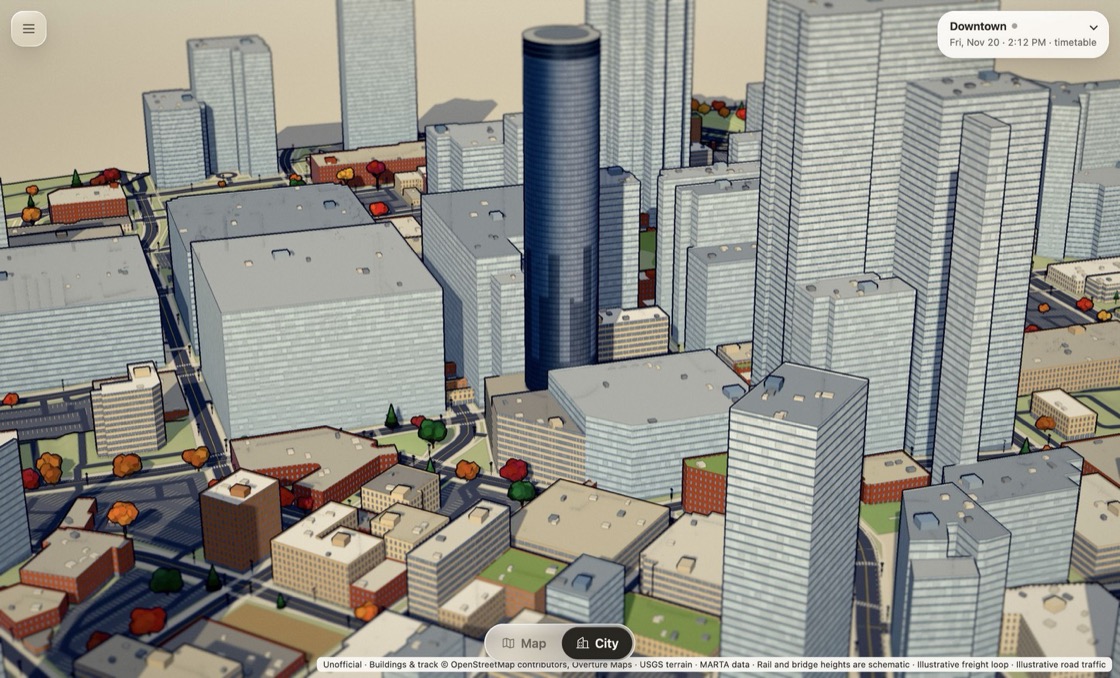 Downtown
Fri, Nov 20 · 2:12 PM · timetable
Map
City
Unofficial · Buildings & track © OpenStreetMap contributors, Overture Maps · USGS terrain · MARTA data · Rail and bridge heights are schematic · Illustrative freight loop · Illustrative road traffic